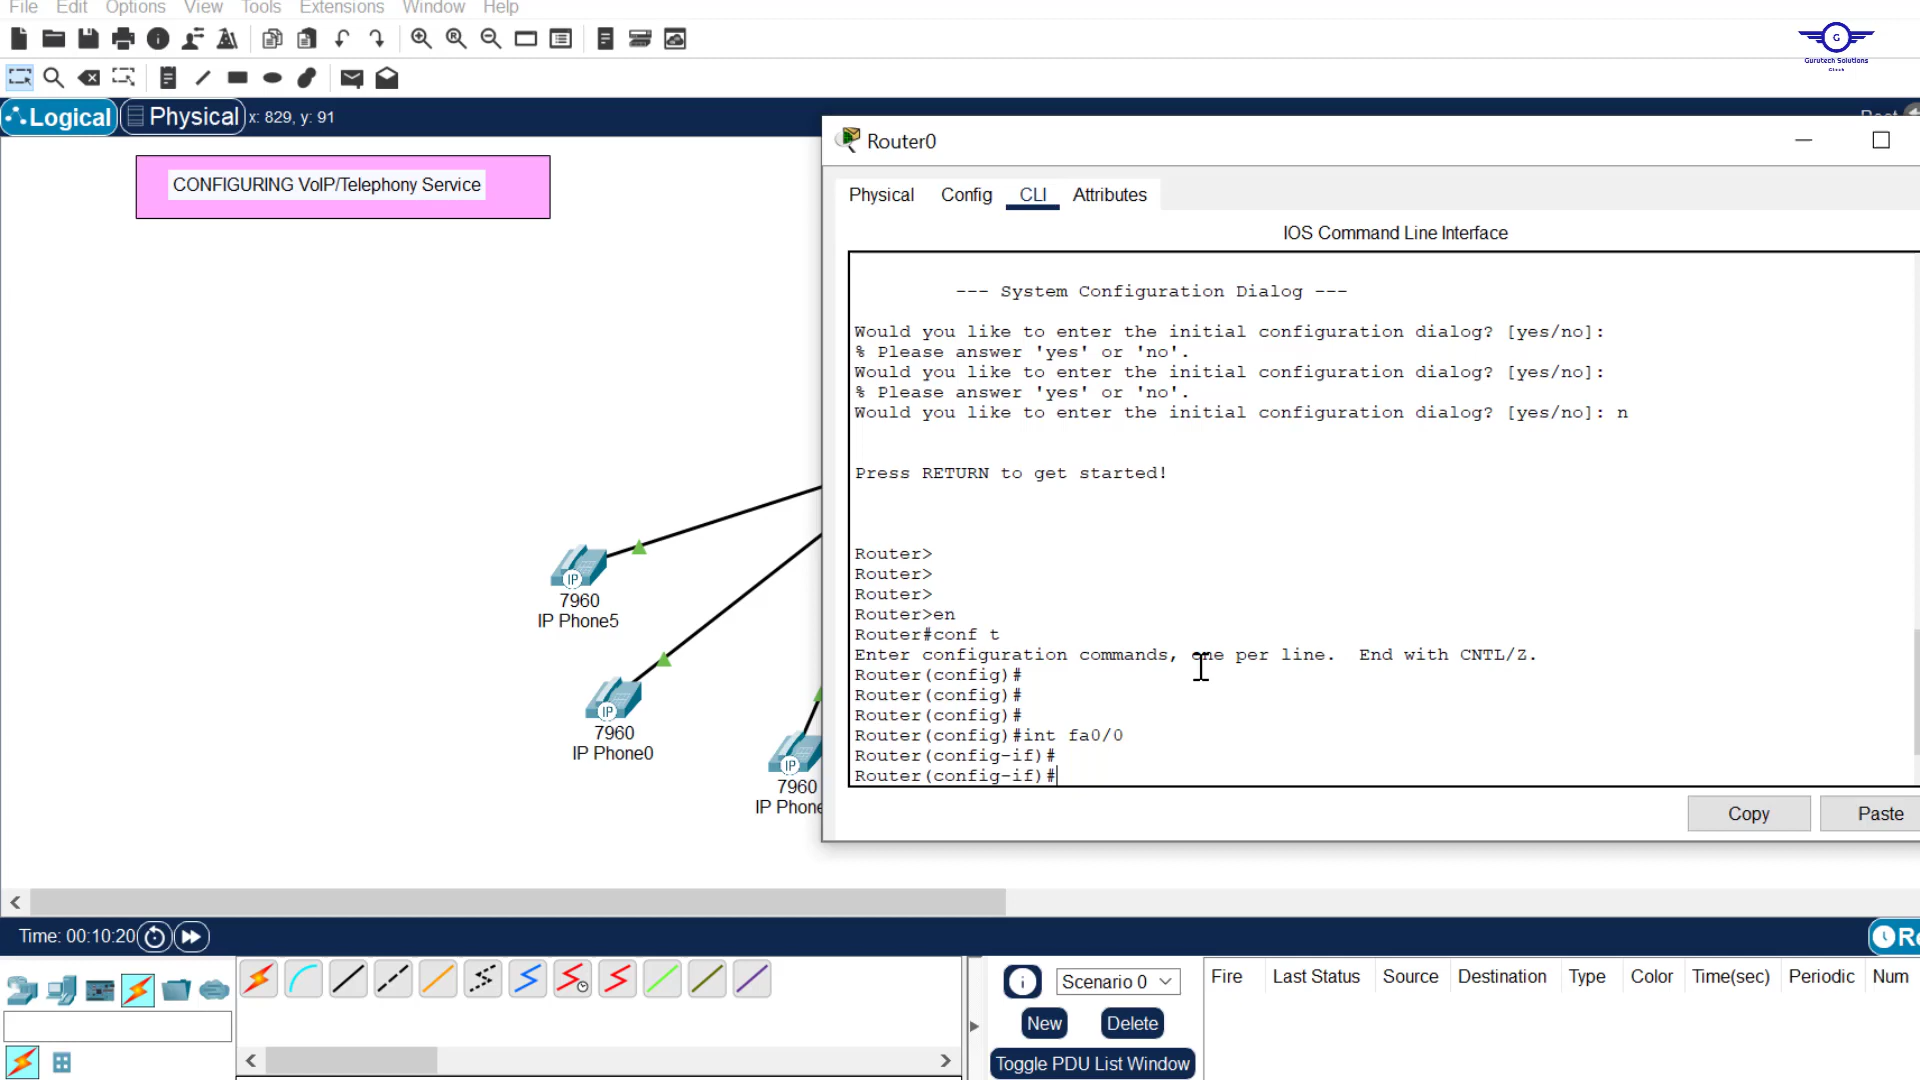 File Edit Options View Tools Extensions Window Help
G
Gurutech Solutions
Logical Physical x: 829, y: 91
CONFIGURING VoIP/Telephony Service
Router0
Physical Config CLI Attributes
IOS Command Line Interface
--- System Configuration Dialog ---
Would you like to enter the initial configuration dialog? [yes/no]:
% Please answer 'yes' or 'no'.
Would you like to enter the initial configuration dialog? [yes/no]:
% Please answer 'yes' or 'no'.
Would you like to enter the initial configuration dialog? [yes/no]: n
Press RETURN to get started!
Router>
Router>
Router>
Router>en
Router#conf t
Enter configuration commands, one per line. End with CNTL/Z.
Router(config)#
Router(config)#
Router(config)#
Router(config)#int fa0/0
Router(config-if)#
Router(config-if)#
Copy Paste
IP
7960
IP Phone5
IP
7960
IP Phone0
IP
7960
IP Phone
Time: 00:10:20
Scenario 0
New Delete
Toggle PDU List Window
Fire Last Status Source Destination Type Color Time(sec) Periodic Num